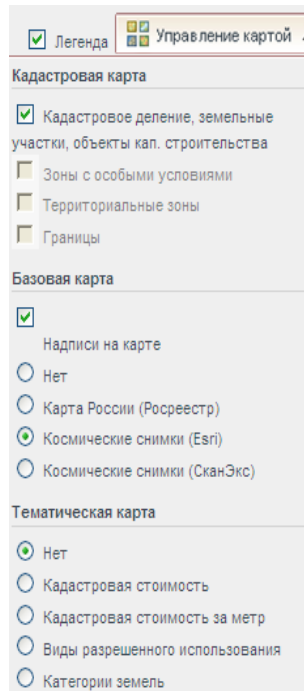 Легенда Управление картой
Кадастровая карта
Кадастровое деление, земельные
участки, объекты кап. строительства
Зоны с особыми условиями
Территориальные зоны
Границы
Базовая карта
Надписи на карте
Нет
Карта России (Росреестр)
Космические снимки (Esri)
Космические снимки (СканЭкс)
Тематическая карта
Нет
Кадастровая стоимость
Кадастровая стоимость за метр
Виды разрешенного использования
Категории земель